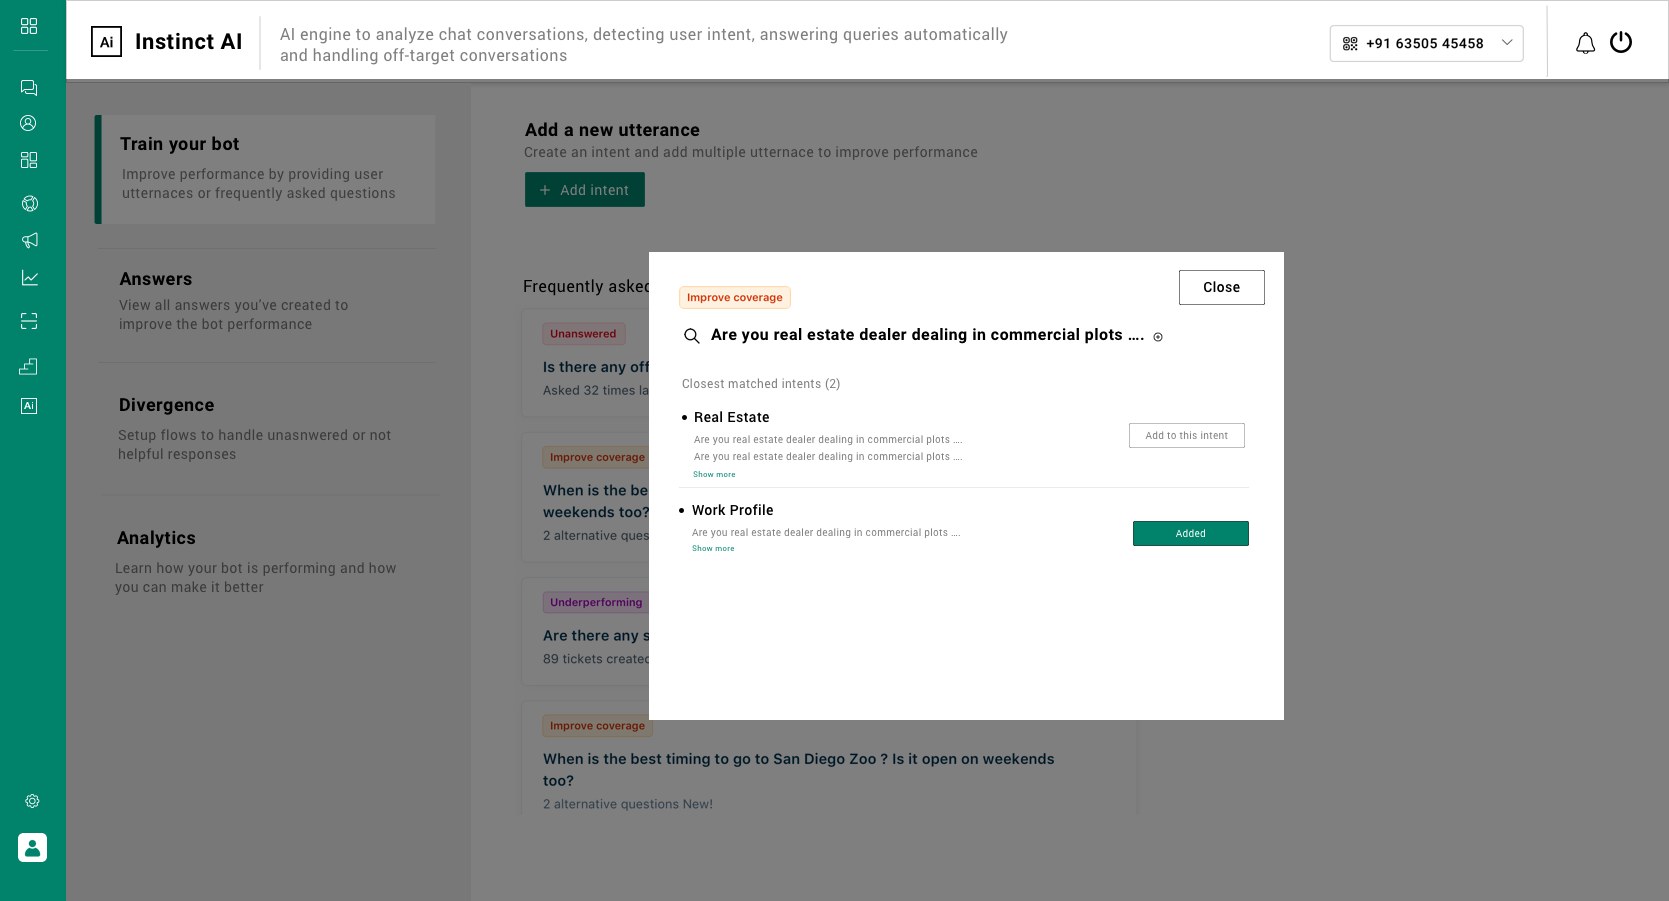 Ai
Instinct AI
AI engine to analyze chat conversations, detecting user intent, answering queries automatically
and handling off-target conversations
+91 63505 45458
Train your bot
Improve performance by providing user
utternaces or frequently asked questions
Answers
View all answers you've created to
improve the bot performance
Divergence
Setup flows to handle unasnwered or not
helpful responses
Analytics
Learn how your bot is performing and how
you can make it better
Ai
Add a new utterance
Create an intent and add multiple utternace to improve performance
+ Add intent
Frequently asked
Unanswered
Is there any off
Asked 32 times la
Improve coverage
When is the be
weekends too?
2 alternative ques
Underperforming
Are there any s
89 tickets created
Improve coverage
When is the best timing to go to San Diego Zoo ? Is it open on weekends
too?
2 alternative questions New!
Improve coverage
Close
Are you real estate dealer dealing in commercial plots ....
Closest matched intents (2)
• Real Estate
Are you real estate dealer dealing in commercial plots ....
Are you real estate dealer dealing in commercial plots ....
Show more
Add to this intent
• Work Profile
Are you real estate dealer dealing in commercial plots ....
Show more
Added